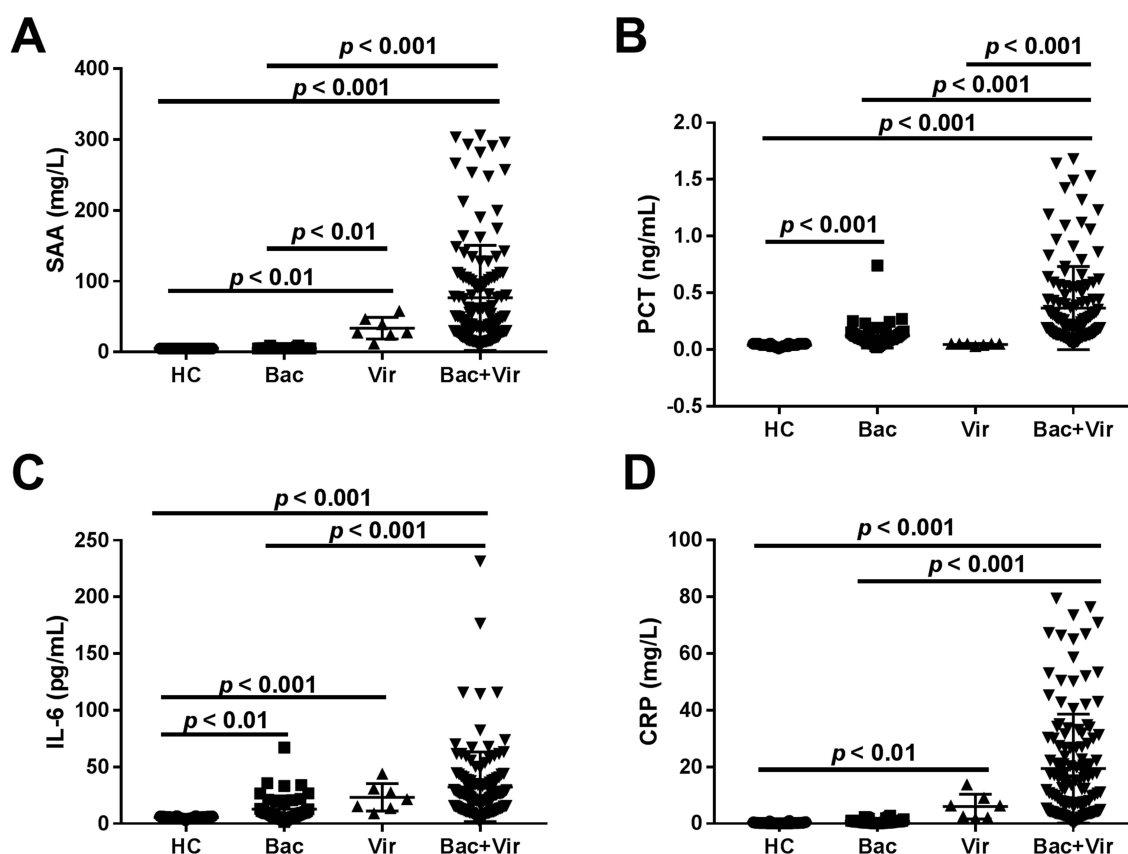 A
p < 0.001
p < 0.001
p < 0.01
p < 0.01
SAA (mg/L)
400
300
200
100
0
HC Bac Vir Bac+Vir
B
p < 0.001
p < 0.001
p < 0.001
p < 0.001
PCT (ng/mL)
2.0
1.5
1.0
0.5
0.0
-0.5
HC Bac Vir Bac+Vir
C
p < 0.001
p < 0.001
p < 0.001
p < 0.01
IL-6 (pg/mL)
250
200
150
100
50
0
HC Bac Vir Bac+Vir
D
p < 0.001
p < 0.001
p < 0.01
CRP (mg/L)
100
80
60
40
20
0
HC Bac Vir Bac+Vir